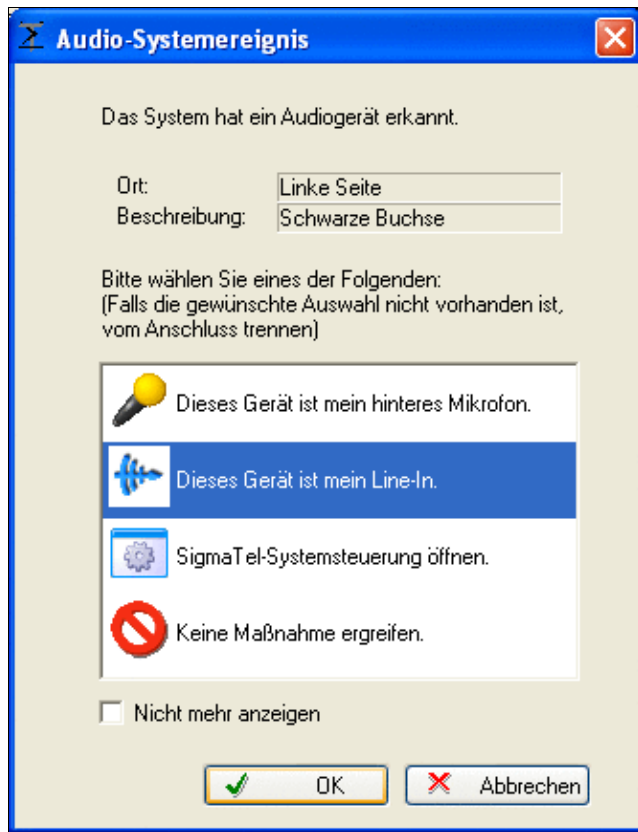 Audio-Systemereignis
Das System hat ein Audiogerät erkannt.
Ort: Linke Seite
Beschreibung: Schwarze Buchse
Bitte wählen Sie eines der Folgenden:
(Falls die gewünschte Auswahl nicht vorhanden ist,
vom Anschluss trennen)
Dieses Gerät ist mein hinteres Mikrofon.
Dieses Gerät ist mein Line-In.
SigmaTel-Systemsteuerung öffnen.
Keine Maßnahme ergreifen.
Nicht mehr anzeigen
OK Abbrechen